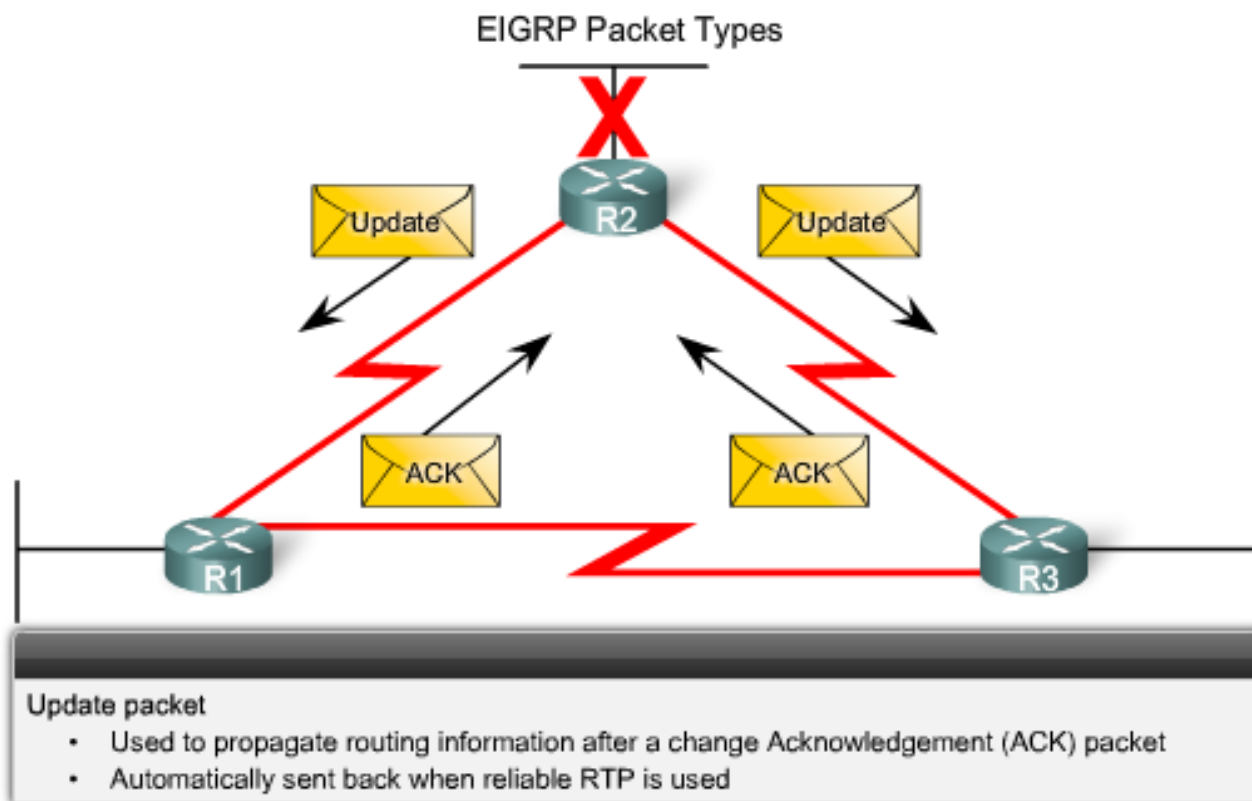 EIGRP Packet Types
X
R2
Update
Update
ACK
ACK
R1
R3
Update packet
• Used to propagate routing information after a change Acknowledgement (ACK) packet
• Automatically sent back when reliable RTP is used